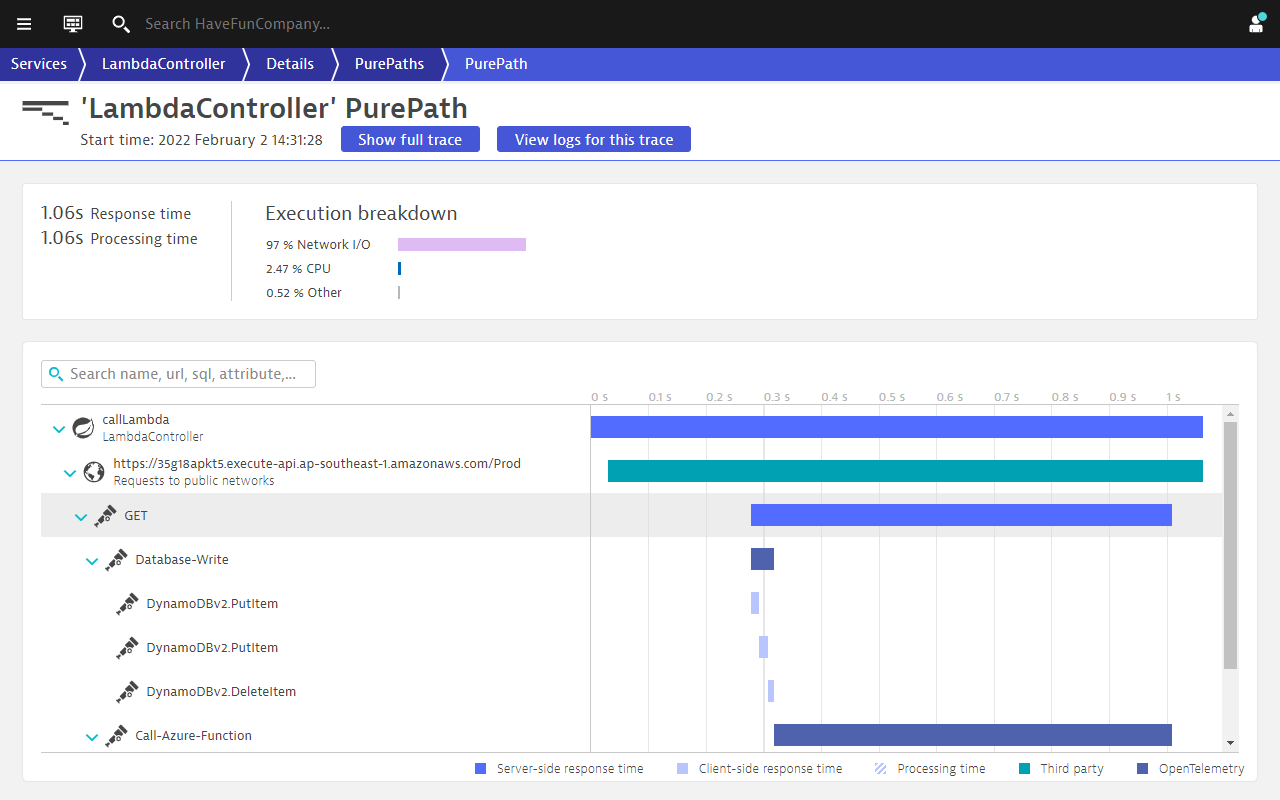 Search HaveFunCompany...
Services LambdaController Details PurePaths PurePath
'LambdaController' PurePath
Start time: 2022 February 2 14:31:28 Show full trace View logs for this trace
1.06s Response time
1.06s Processing time
Execution breakdown
97 % Network I/O
2.47 % CPU
0.52 % Other
Search name, url, sql, attribute,...
0 s 0.1 s 0.2 s 0.3 s 0.4 s 0.5 s 0.6 s 0.7 s 0.8 s 0.9 s 1 s
callLambda
LambdaController
https://35g18apkt5.execute-api.ap-southeast-1.amazonaws.com/Prod
Requests to public networks
GET
Database-Write
DynamoDBv2.PutItem
DynamoDBv2.PutItem
DynamoDBv2.DeleteItem
Call-Azure-Function
Server-side response time Client-side response time Processing time Third party OpenTelemetry